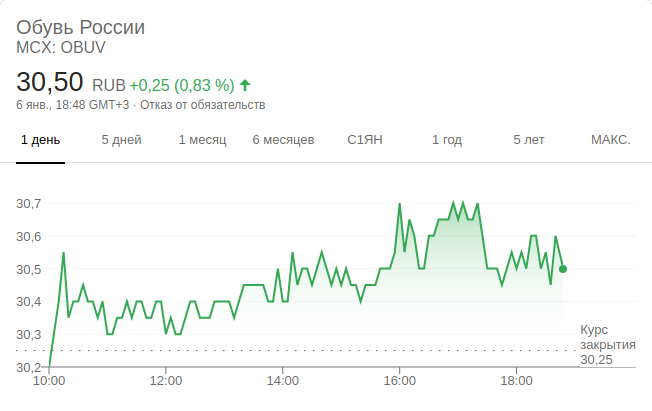 Обувь России
MCX: OBUV
30,50 RUB +0,25 (0,83 %)
6 янв., 18:48 GMT+3 · Отказ от обязательств
1 день 5 дней 1 месяц 6 месяцев С1ЯН 1 год 5 лет МАКС.
30,7
30,6
30,5
30,4
30,3
30,2
Курс
закрытия
30,25
10:00 12:00 14:00 16:00 18:00